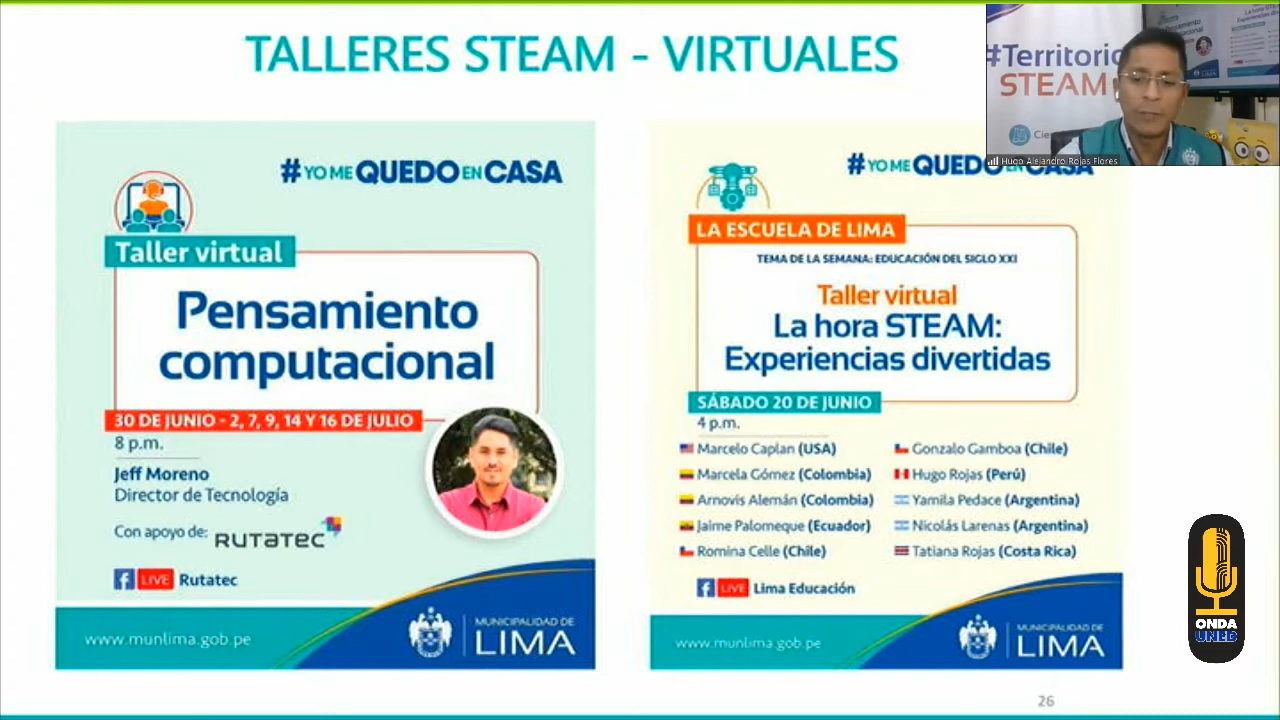 TALLERES STEAM - VIRTUALES
#YO ME QUEDO EN CASA
Taller virtual
Pensamiento
computacional
30 DE JUNIO - 2, 7, 9, 14 Y 16 DE JULIO
8 p.m.
Jeff Moreno
Director de Tecnología
Con apoyo de: RUTATEC
f LIVE Rutatec
www.munlima.gob.pe
MUNICIPALIDAD DE
LIMA
#YO ME QUEDO EN CASA
LA ESCUELA DE LIMA
TEMA DE LA SEMANA: EDUCACIÓN DEL SIGLO XXI
Taller virtual
La hora STEAM:
Experiencias divertidas
SÁBADO 20 DE JUNIO
4 p.m.
Marcelo Caplan (USA)
Marcela Gómez (Colombia)
Arnovis Alemán (Colombia)
Jaime Palomeque (Ecuador)
Romina Celle (Chile)
Gonzalo Gamboa (Chile)
Hugo Rojas (Perú)
Yamila Pedace (Argentina)
Nicolás Larenas (Argentina)
Tatiana Rojas (Costa Rica)
f LIVE Lima Educación
www.munlima.gob.pe
MUNICIPALIDAD DE
LIMA
#Territorio
STEAM
Hugo Alejandro Rojas Flores
LIMA
ONDA
UNED
26